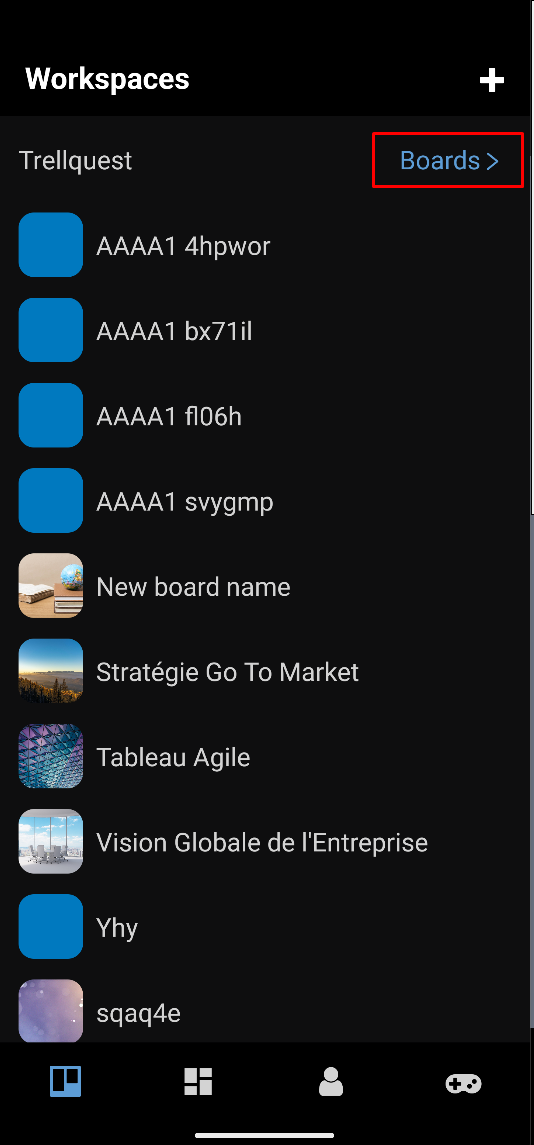 Workspaces
Trellquest
Boards
AAAA1 4hpwor
AAAA1 bx71il
AAAA1 fl06h
AAAA1 svygmp
New board name
Stratégie Go To Market
Tableau Agile
Vision Globale de l'Entreprise
Yhy
sqaq4e